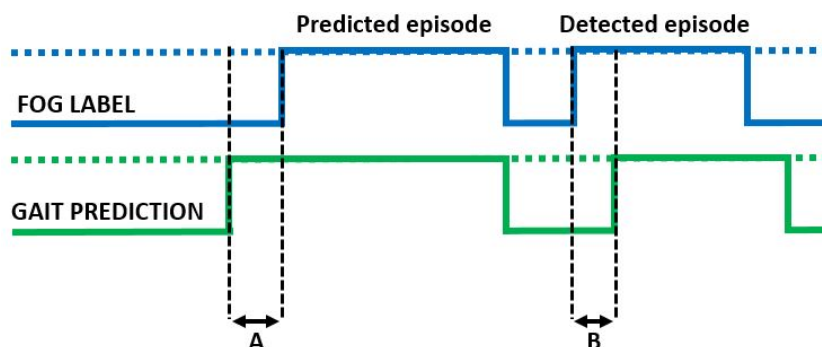 Predicted episode
Detected episode
FOG LABEL
GAIT PREDICTION
A
B